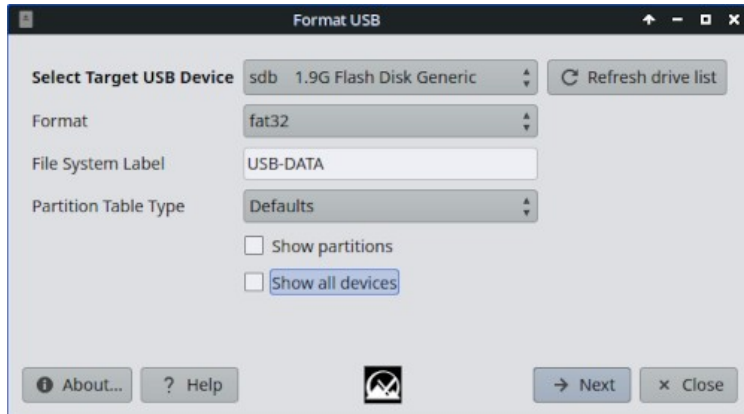 Format USB
Select Target USB Device sdb 1.9G Flash Disk Generic Refresh drive list
Format fat32
File System Label USB-DATA
Partition Table Type Defaults
Show partitions
Show all devices
About... ? Help Next Close